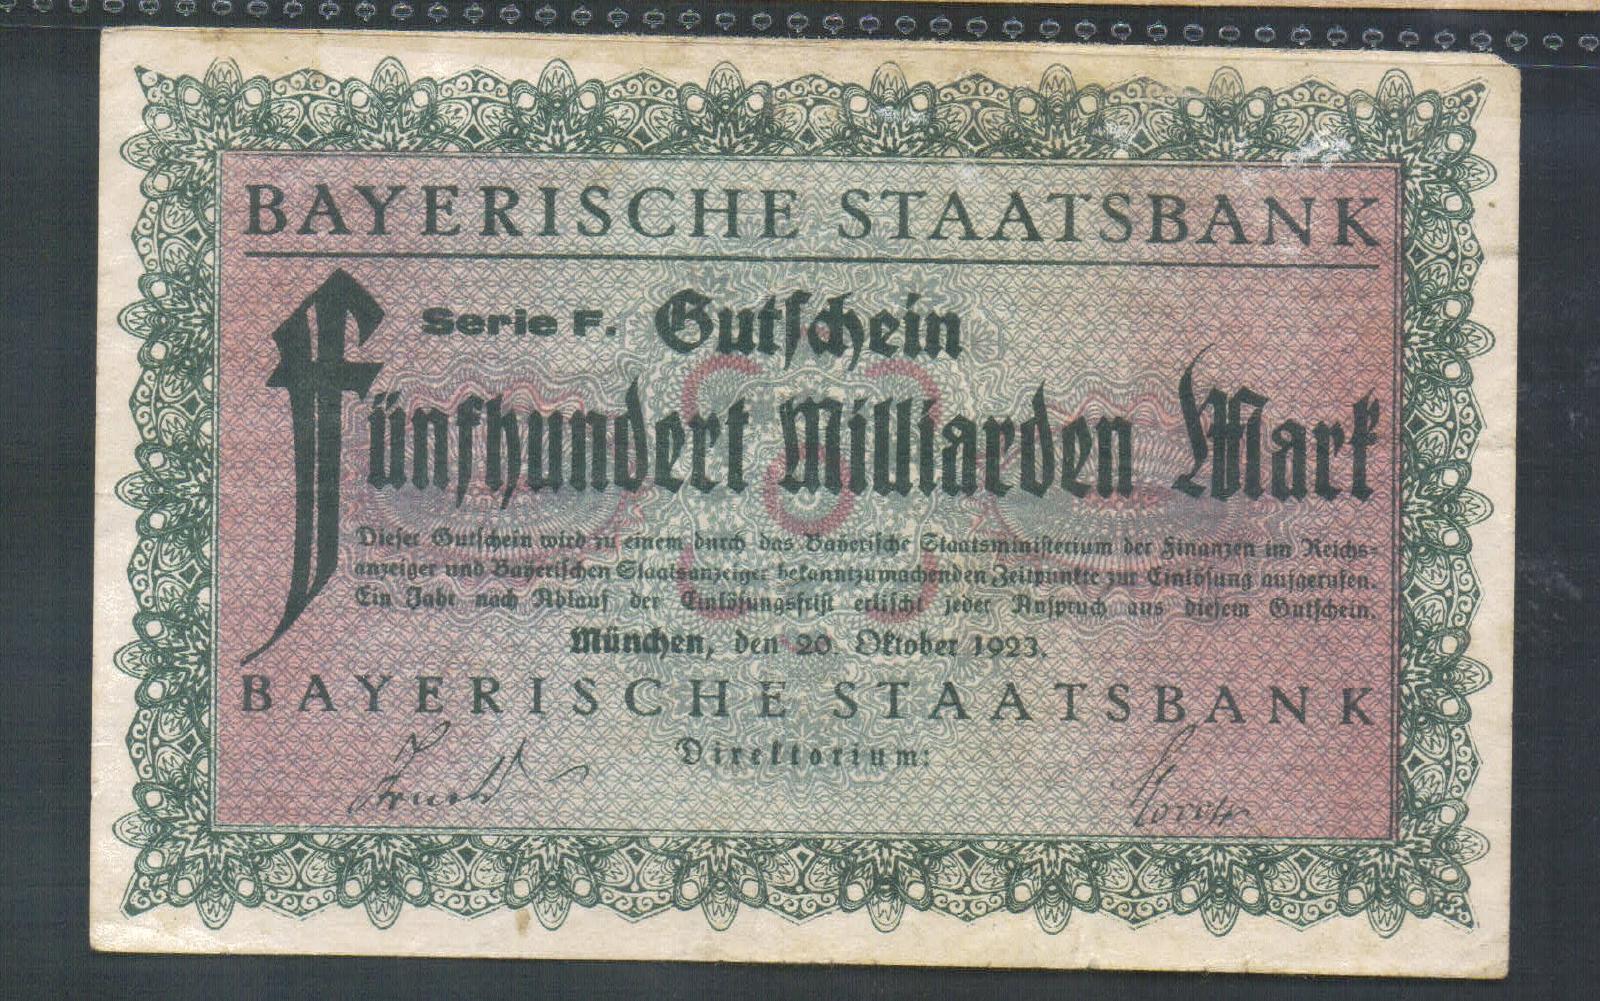 BAYERISCHE STAATSBANK
Serie F. Gutschein
Fünfhundert Milliarden Mark
Dieser Gutschein wird zu einem durch das Bayerische Staatsministerium der Finanzen im Reichs-
anzeiger und Bayerischen Staatsanzeiger bekanntzumachenden Zeitpunkte zur Einlösung aufgerufen.
Ein Jahr nach Ablauf der Einlösungsfrist erlischt jeder Anspruch aus diesem Gutschein.
München, den 20. Oktober 1923.
BAYERISCHE STAATSBANK
Direktorium: